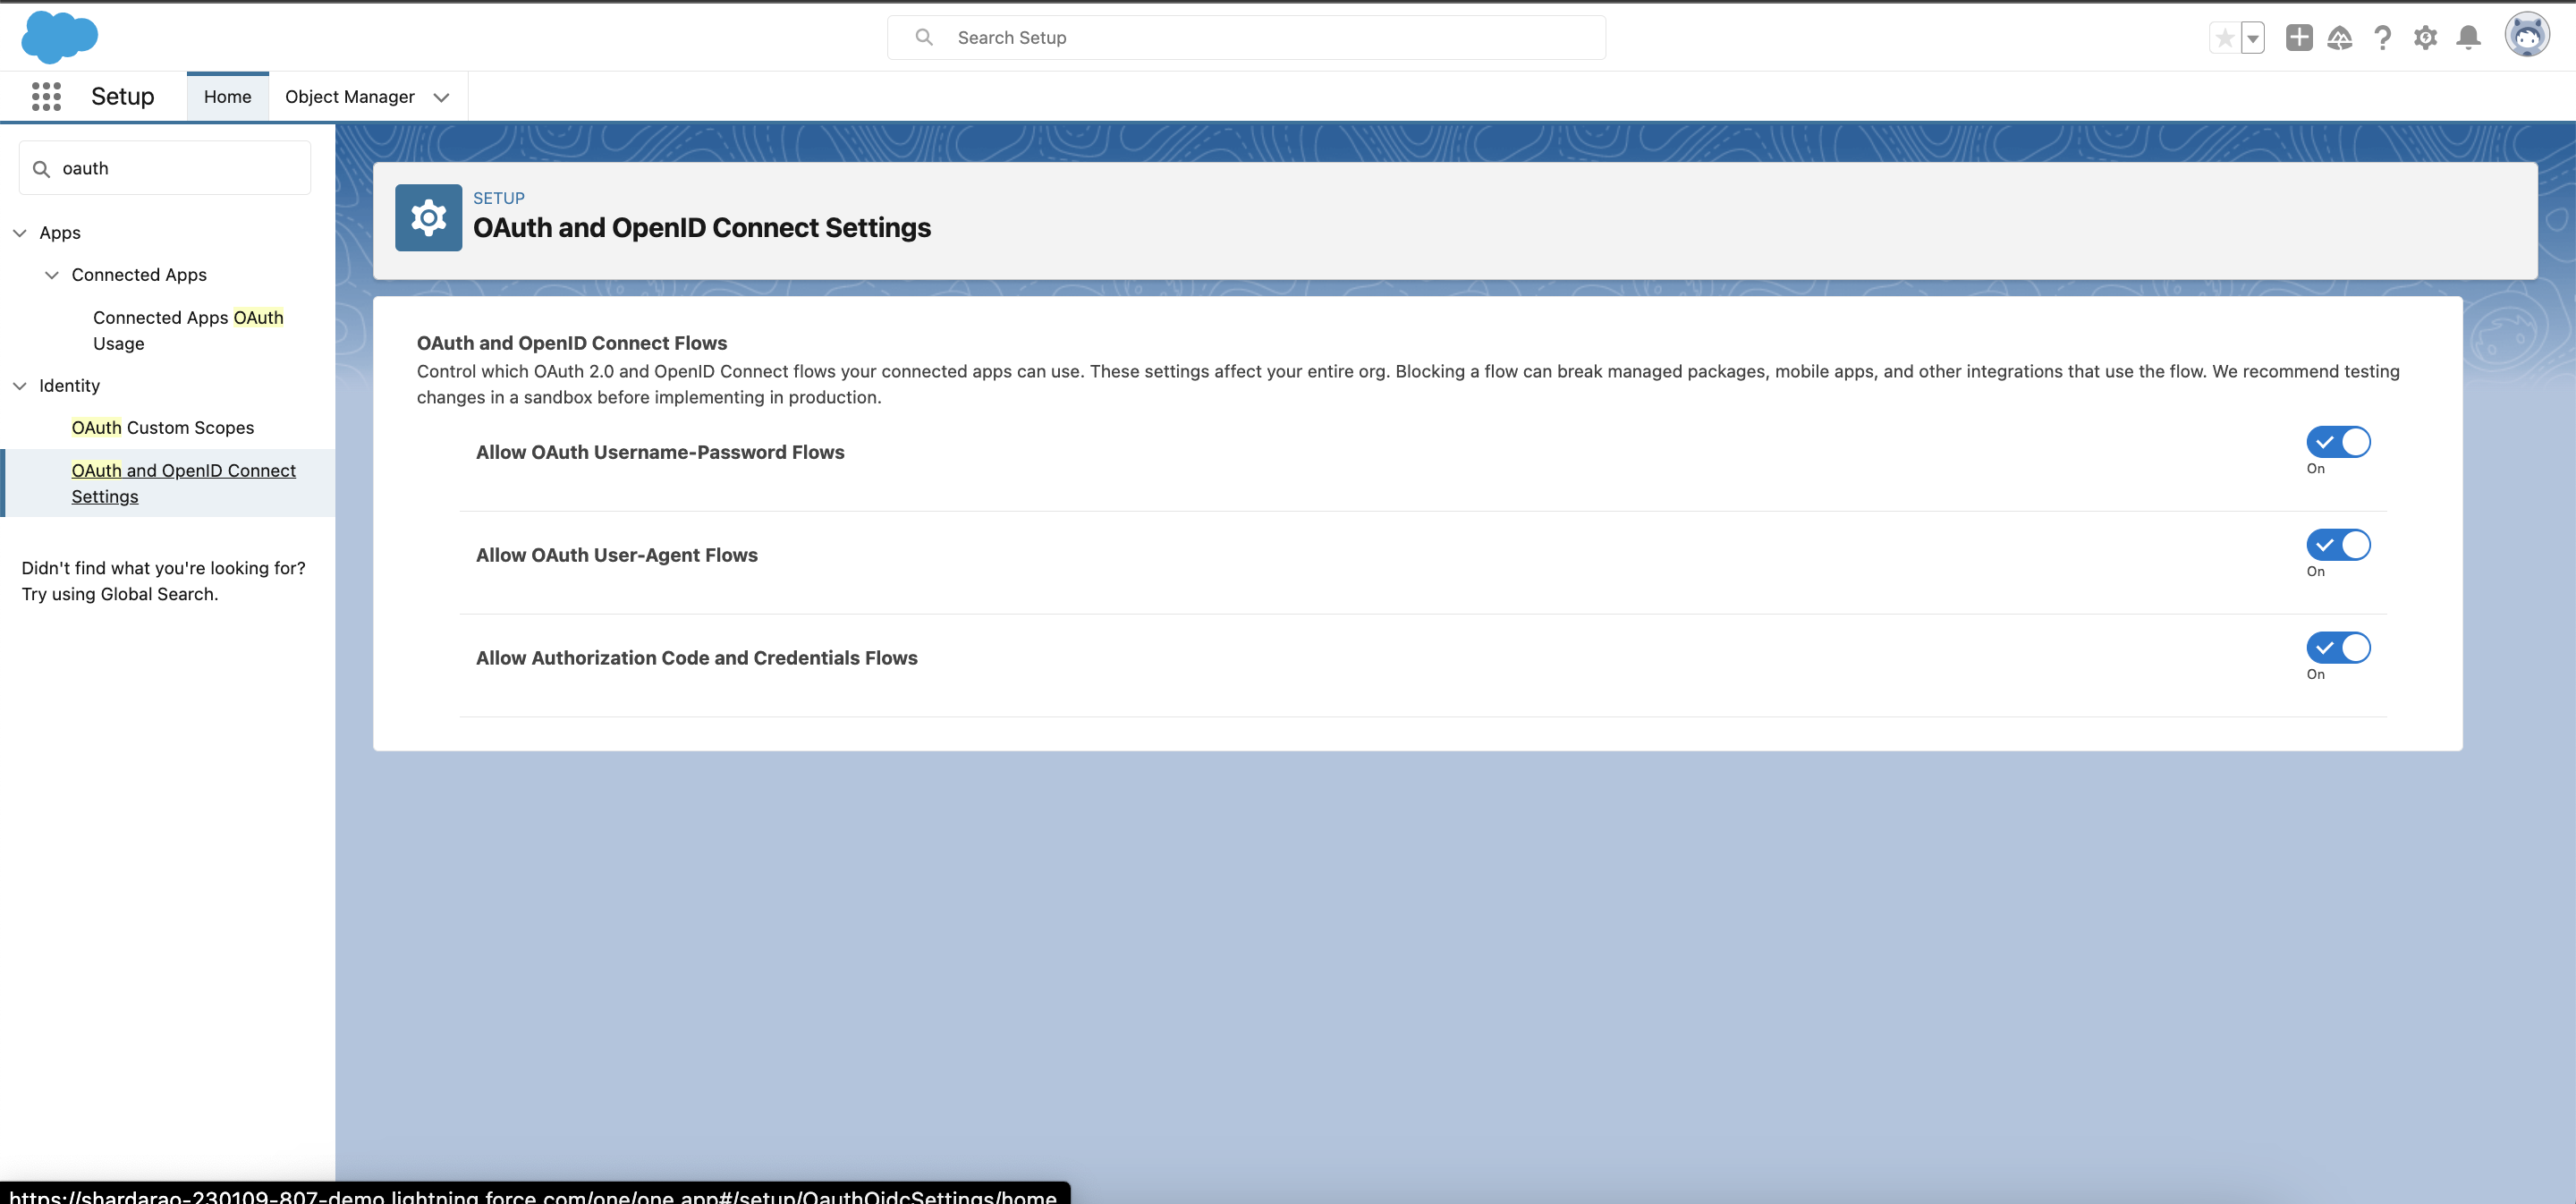 Search Setup
Setup
Home
Object Manager
oauth
Apps
Connected Apps
Connected Apps OAuth
Usage
Identity
OAuth Custom Scopes
OAuth and OpenID Connect
Settings
Didn't find what you're looking for?
Try using Global Search.
SETUP
OAuth and OpenID Connect Settings
OAuth and OpenID Connect Flows
Control which OAuth 2.0 and OpenID Connect flows your connected apps can use. These settings affect your entire org. Blocking a flow can break managed packages, mobile apps, and other integrations that use the flow. We recommend testing
changes in a sandbox before implementing in production.
Allow OAuth Username-Password Flows
On
Allow OAuth User-Agent Flows
On
Allow Authorization Code and Credentials Flows
On
https://shardarao-230109-807-demo.lightning.force.com/one/one.app#/setup/OauthOidcSettings/home